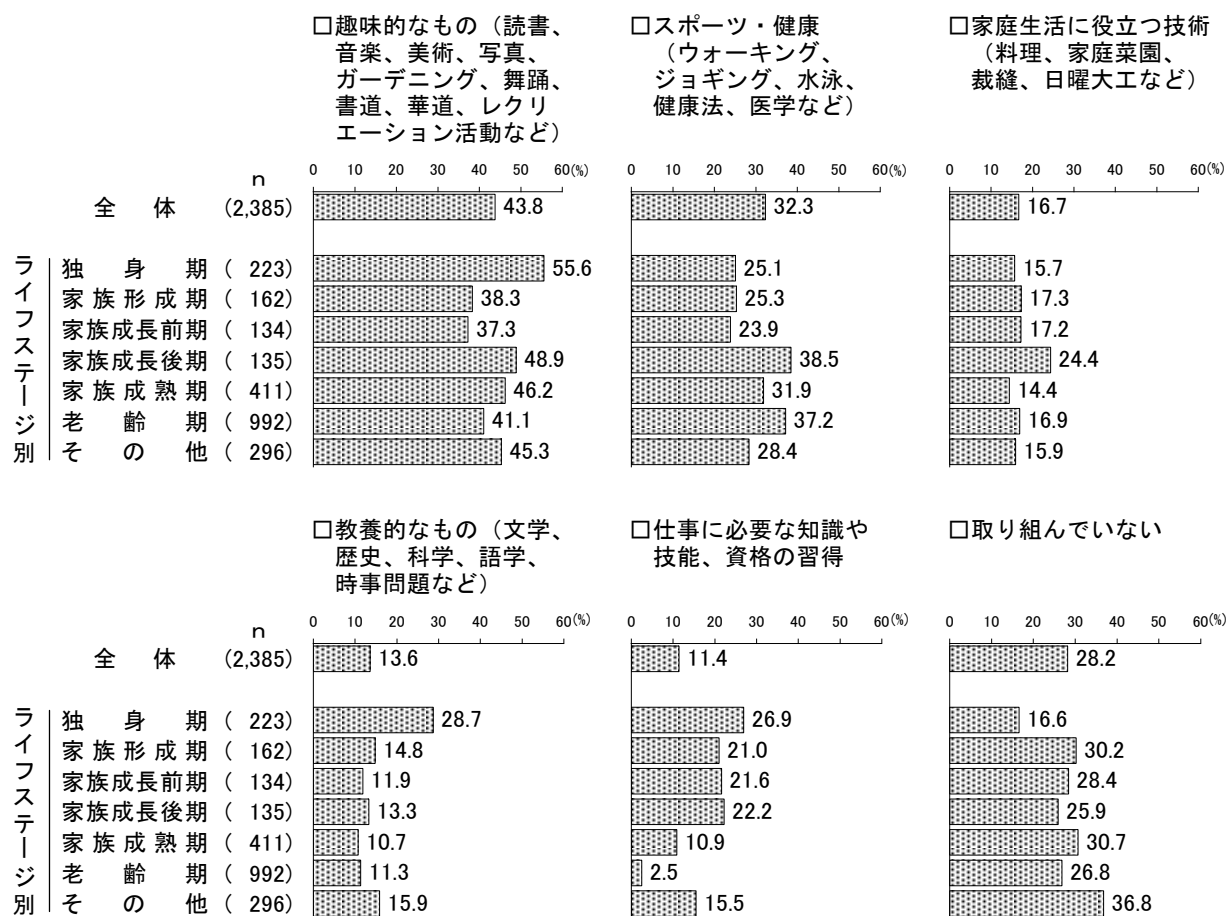 □趣味的なもの（読書、
音楽、美術、写真、
ガーデニング、舞踊、
書道、華道、レクリ
エーション活動など）
□スポーツ・健康
（ウォーキング、
ジョギング、水泳、
健康法、医学など）
□家庭生活に役立つ技術
（料理、家庭菜園、
裁縫、日曜大工など）
0 10 20 30 40 50 60(%) 0 10 20 30 40 50 60(%) 0 10 20 30 40 50 60(%)
n
全体 (2,385) 43.8 32.3 16.7
ライフステージ別
独身期 ( 223) 55.6 25.1 15.7
家族形成期 ( 162) 38.3 25.3 17.3
家族成長前期 ( 134) 37.3 23.9 17.2
家族成長後期 ( 135) 48.9 38.5 24.4
家族成熟期 ( 411) 46.2 31.9 14.4
老齢期 ( 992) 41.1 37.2 16.9
その他 ( 296) 45.3 28.4 15.9
□教養的なもの（文学、
歴史、科学、語学、
時事問題など）
□仕事に必要な知識や
技能、資格の習得
□取り組んでいない
0 10 20 30 40 50 60(%) 0 10 20 30 40 50 60(%) 0 10 20 30 40 50 60(%)
n
全体 (2,385) 13.6 11.4 28.2
ライフステージ別
独身期 ( 223) 28.7 26.9 16.6
家族形成期 ( 162) 14.8 21.0 30.2
家族成長前期 ( 134) 11.9 21.6 28.4
家族成長後期 ( 135) 13.3 22.2 25.9
家族成熟期 ( 411) 10.7 10.9 30.7
老齢期 ( 992) 11.3 2.5 26.8
その他 ( 296) 15.9 15.5 36.8